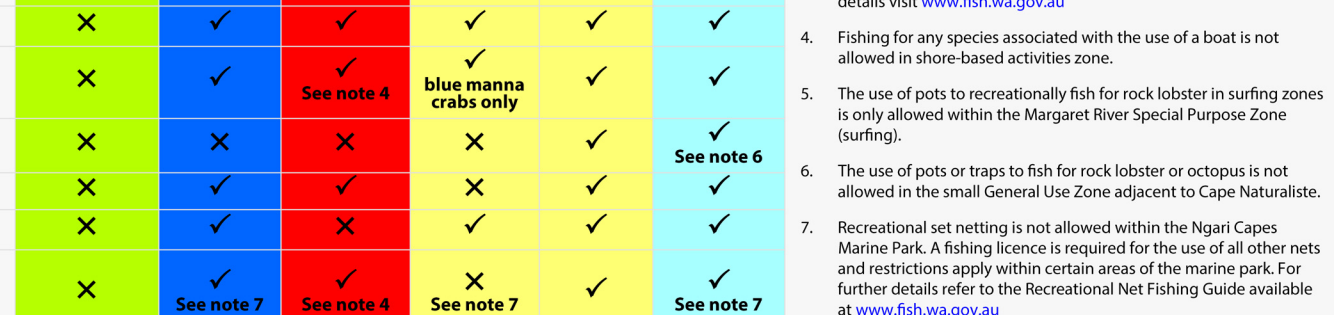 ✕ ✓ ✓ ✓ ✓ ✓
✕ ✓ ✓ ✓ ✓ ✓
See note 4
blue manna
crabs only
✕ ✕ ✕ ✕ ✓ ✓
See note 6
✕ ✓ ✓ ✕ ✓ ✓
✕ ✓ ✕ ✓ ✓ ✓
✕ ✓ ✓ ✕ ✓ ✓
See note 7 See note 4 See note 7 See note 7
details visit www.fish.wa.gov.au
4. Fishing for any species associated with the use of a boat is not
allowed in shore-based activities zone.
5. The use of pots to recreationally fish for rock lobster in surfing zones
is only allowed within the Margaret River Special Purpose Zone
(surfing).
6. The use of pots or traps to fish for rock lobster or octopus is not
allowed in the small General Use Zone adjacent to Cape Naturaliste.
7. Recreational set netting is not allowed within the Ngari Capes
Marine Park. A fishing licence is required for the use of all other nets
and restrictions apply within certain areas of the marine park. For
further details refer to the Recreational Net Fishing Guide available
at www.fish.wa.gov.au